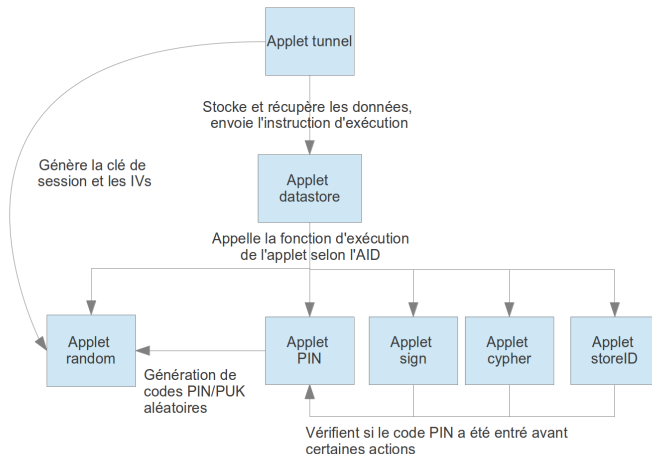 Applet tunnel
Stocke et récupère les données,
envoie l'instruction d'exécution
Génère la clé de
session et les IVs
Applet
datastore
Appelle la fonction d'exécution
de l'applet selon l'AID
Applet
random
Applet
PIN
Applet
sign
Applet
cypher
Applet
storeID
Génération de
codes PIN/PUK
aléatoires
Vérifient si le code PIN a été entré avant
certaines actions